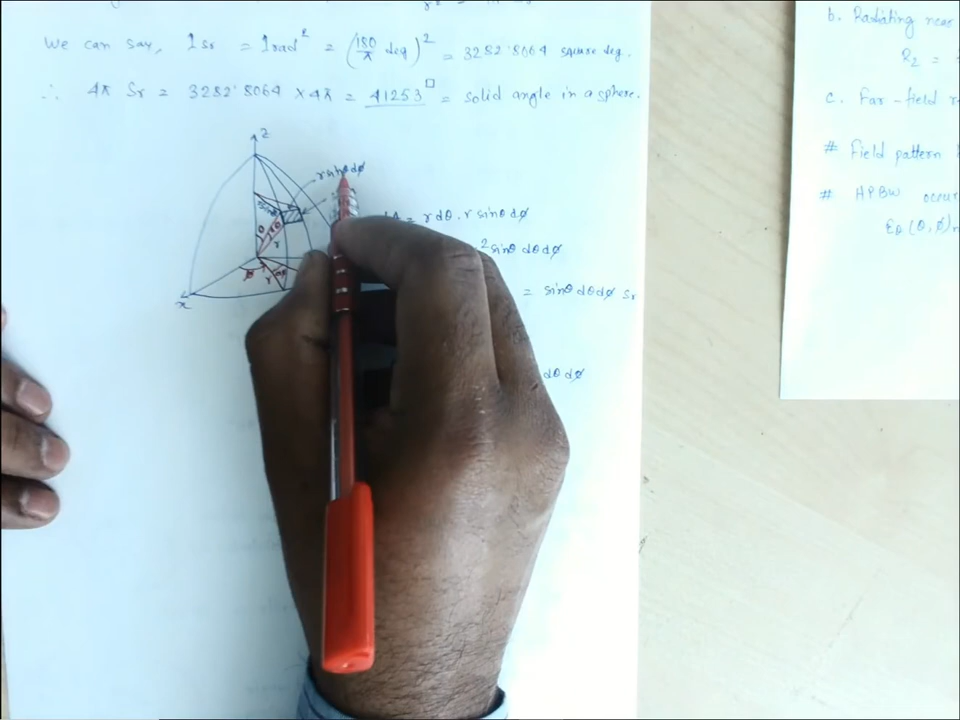 We can say, 1 sr = 1 rad² = (180/π deg)² = 3282.8064 square deg.
∴ 4π Sr = 3282.8064 × 4π = 41253□ = solid angle in a sphere.
z
r sinθ dφ
θ
r
x
dA = r dθ . r sinθ dφ
² sinθ dθ dφ
= sinθ dθ dφ Sr
dθ dφ
b. Radiating near
R₂ =
c. Far-field r
# Field pattern
# HPBW occur
Eθ (θ, φ)n